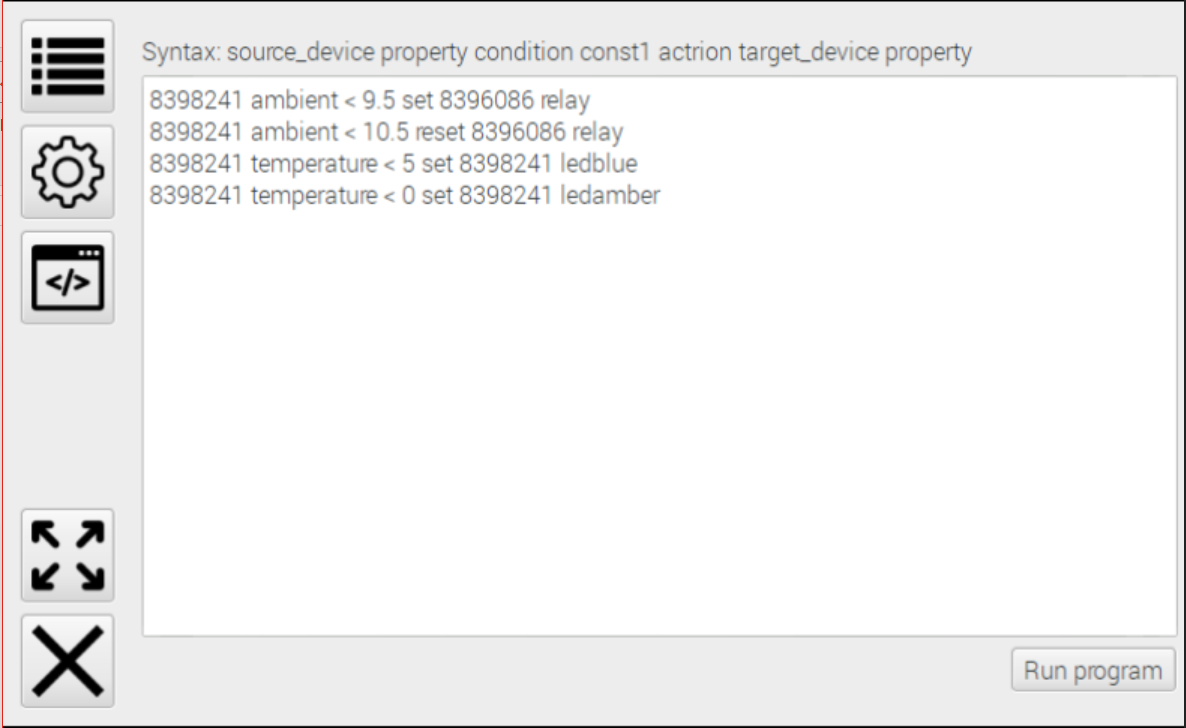 Syntax: source_device property condition const1 actrion target_device property
8398241 ambient < 9.5 set 8396086 relay
8398241 ambient < 10.5 reset 8396086 relay
8398241 temperature < 5 set 8398241 ledblue
8398241 temperature < 0 set 8398241 ledamber
</>
Run program